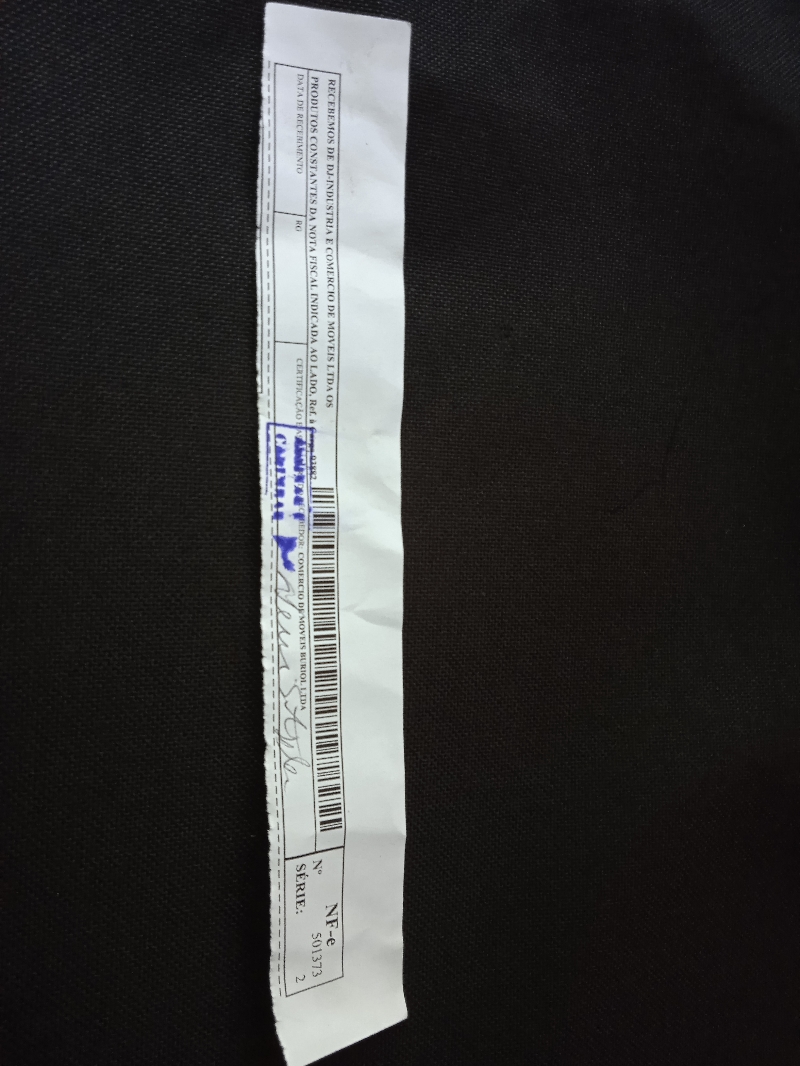 RECEBEMOS DE DJ-INDUSTRIA E COMERCIO DE MOVEIS LTDA OS
PRODUTOS CONSTANTES DA NOTA FISCAL INDICADA AO LADO, Ref. à
DATA DE RECEBIMENTO
RG
CERTIFICAÇÃO E
COMERCIO DE MOVEIS BURIOL LTDA
CARIMBAR
NF-e
Nº 501373
SÉRIE: 2